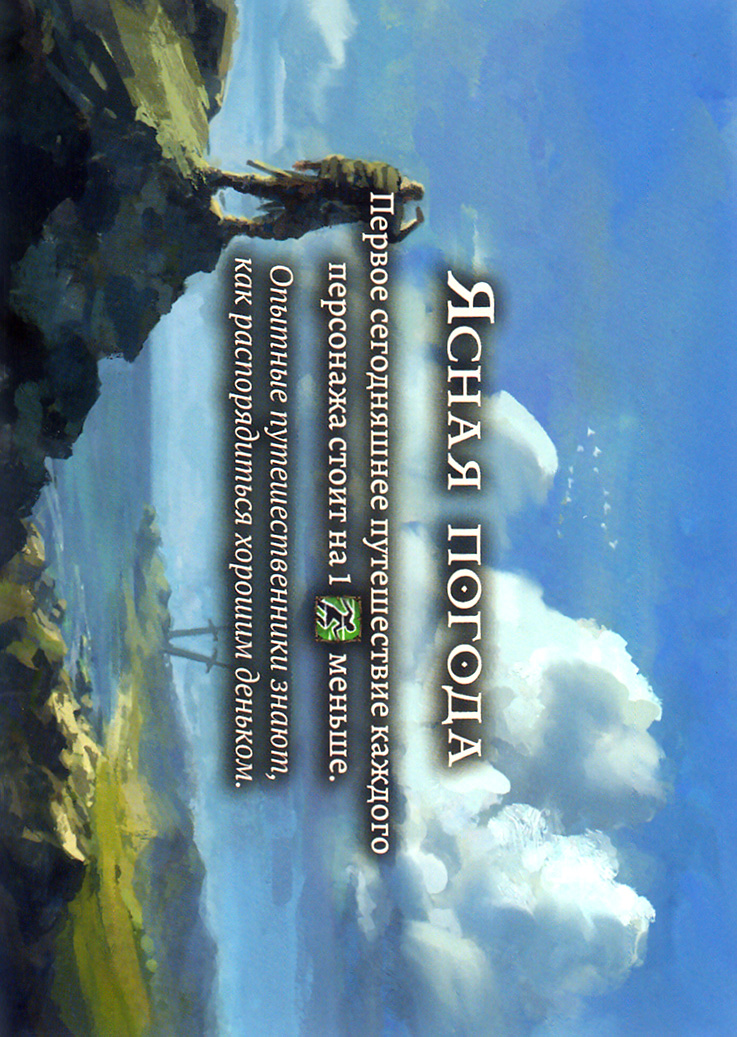 Ясная погода
Первое сегодняшнее путешествие каждого
персонажа стоит на 1 меньше.
Опытные путешественники знают,
как распорядиться хорошим деньком.